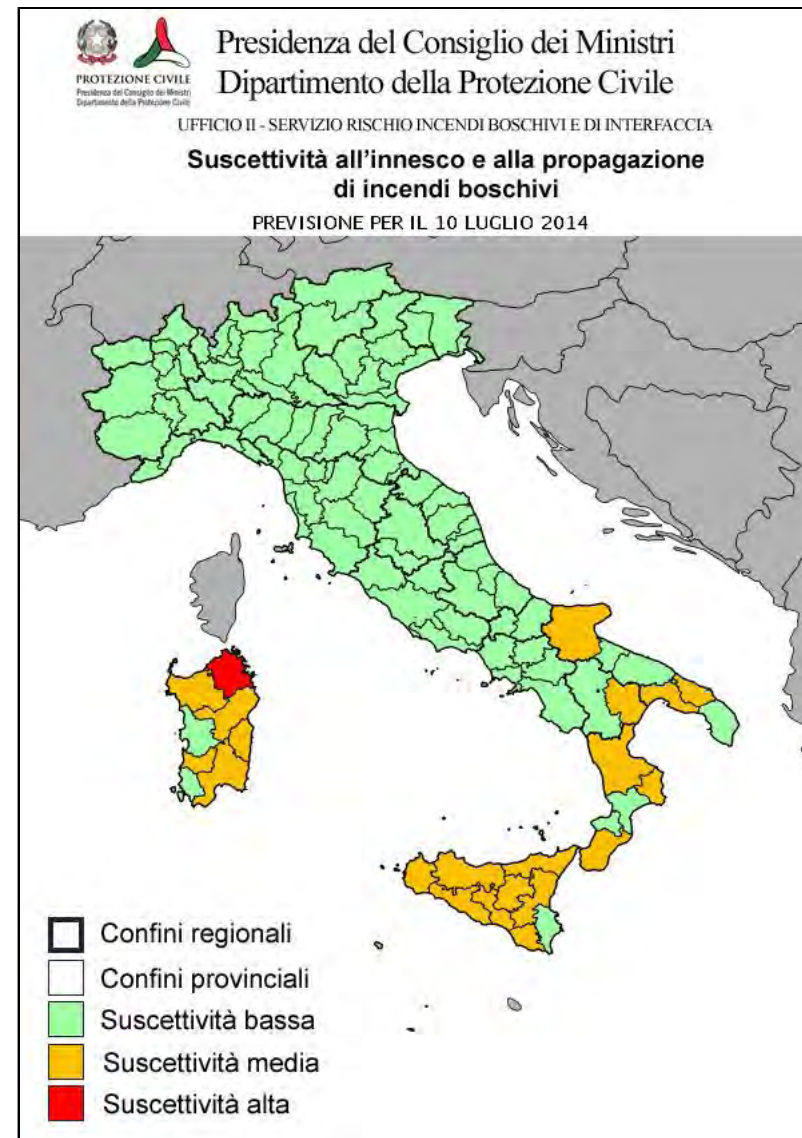 PROTEZIONE CIVILE
Presidenza del Consiglio dei Ministri
Dipartimento della Protezione Civile
Presidenza del Consiglio dei Ministri
Dipartimento della Protezione Civile
UFFICIO II - SERVIZIO RISCHIO INCENDI BOSCHIVI E DI INTERFACCIA
Suscettività all'innesco e alla propagazione
di incendi boschivi
PREVISIONE PER IL 10 LUGLIO 2014
Confini regionali
Confini provinciali
Suscettività bassa
Suscettività media
Suscettività alta